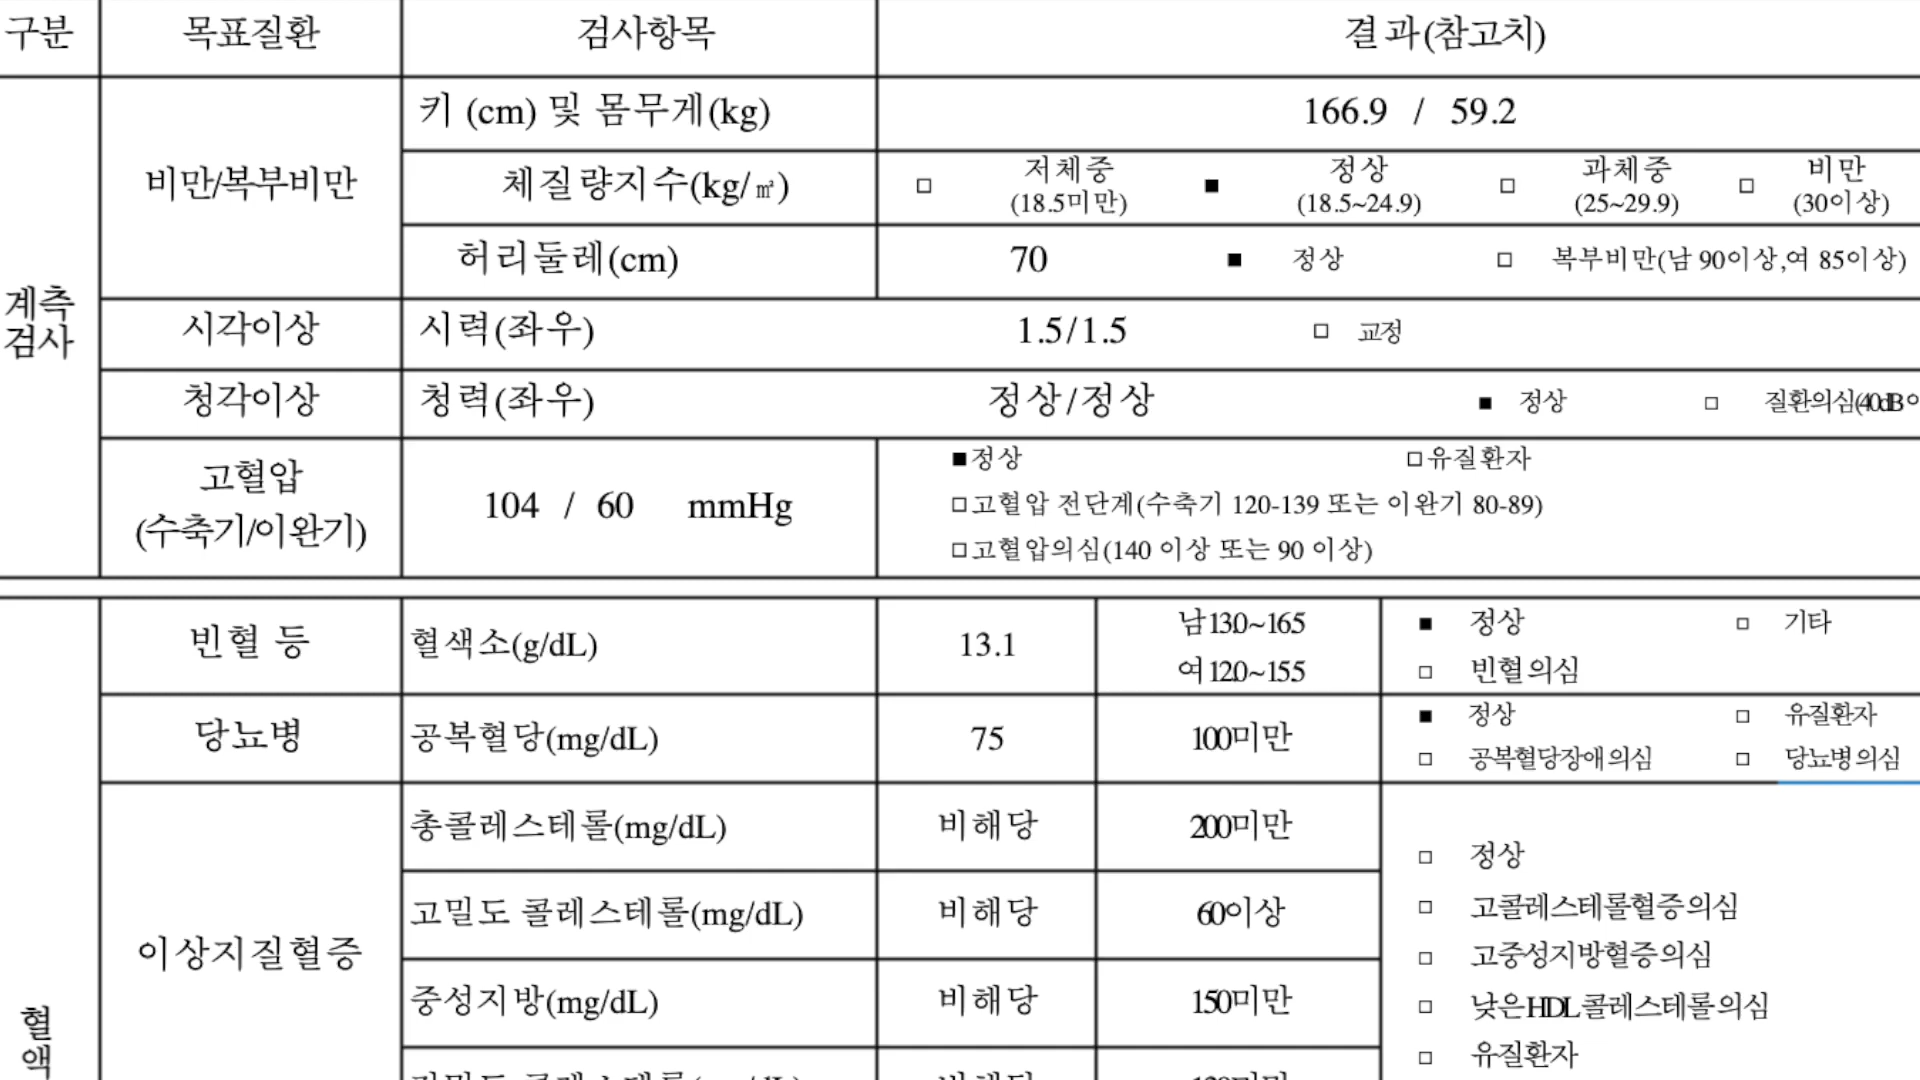 구분 목표질환 검사항목 결과(참고치)
키 (cm) 및 몸무게(kg) 166.9 / 59.2
비만/복부비만
체질량지수(kg/㎡) □ 저체중 ■ 정상 □ 과체중 □ 비만
(18.5미만) (18.5~24.9) (25~29.9) (30이상)
허리둘레(cm) 70 ■ 정상 □ 복부비만(남 90이상,여 85이상)
계측
검사
시각이상 시력(좌우) 1.5/1.5 □ 교정
청각이상 청력(좌우) 정상/정상 ■ 정상 □ 질환의심(40dB이
고혈압
(수축기/이완기)
104 / 60 mmHg
■정상 □유질환자
□고혈압 전단계(수축기 120-139 또는 이완기 80-89)
□고혈압의심(140 이상 또는 90 이상)
빈혈 등 혈색소(g/dL) 13.1
남13.0~16.5
여12.0~15.5
■ 정상 □ 기타
□ 빈혈의심
당뇨병 공복혈당(mg/dL) 75 100미만
■ 정상 □ 유질환자
□ 공복혈당장애의심 □ 당뇨병의심
이상지질혈증
총콜레스테롤(mg/dL) 비해당 200미만
고밀도 콜레스테롤(mg/dL) 비해당 60이상
중성지방(mg/dL) 비해당 150미만
□ 정상
□ 고콜레스테롤혈증의심
□ 고중성지방혈증의심
□ 낮은HDL콜레스테롤의심
□ 유질환자
혈
액